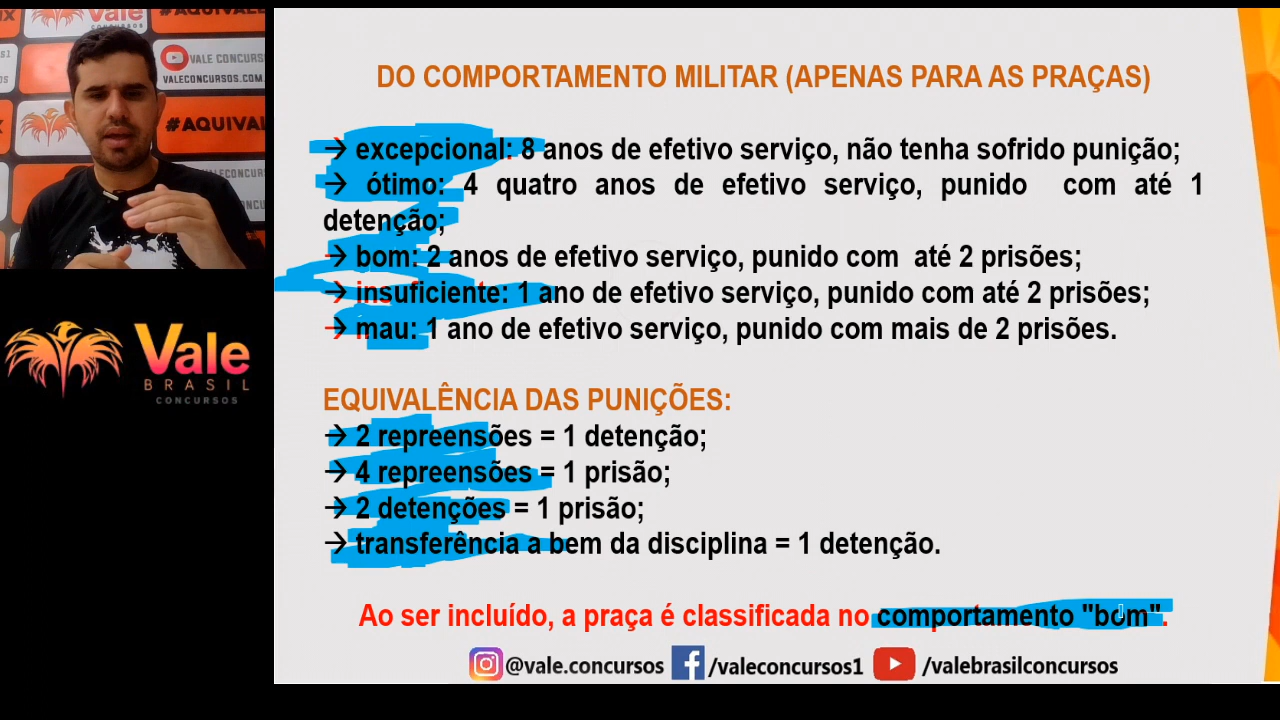 VALE CONCURS
VALECONCURSOS.COM
#AQUIVAL
DO COMPORTAMENTO MILITAR (APENAS PARA AS PRAÇAS)
→ excepcional: 8 anos de efetivo serviço, não tenha sofrido punição;
→ ótimo: 4 quatro anos de efetivo serviço, punido com até 1
detenção;
→ bom: 2 anos de efetivo serviço, punido com até 2 prisões;
→ insuficiente: 1 ano de efetivo serviço, punido com até 2 prisões;
→ mau: 1 ano de efetivo serviço, punido com mais de 2 prisões.
EQUIVALÊNCIA DAS PUNIÇÕES:
→ 2 repreensões = 1 detenção;
→ 4 repreensões = 1 prisão;
→ 2 detenções = 1 prisão;
→ transferência a bem da disciplina = 1 detenção.
Ao ser incluído, a praça é classificada no comportamento "bom".
@vale.concursos /valeconcursos1 /valebrasilconcursos
Vale
BRASIL
CONCURSOS